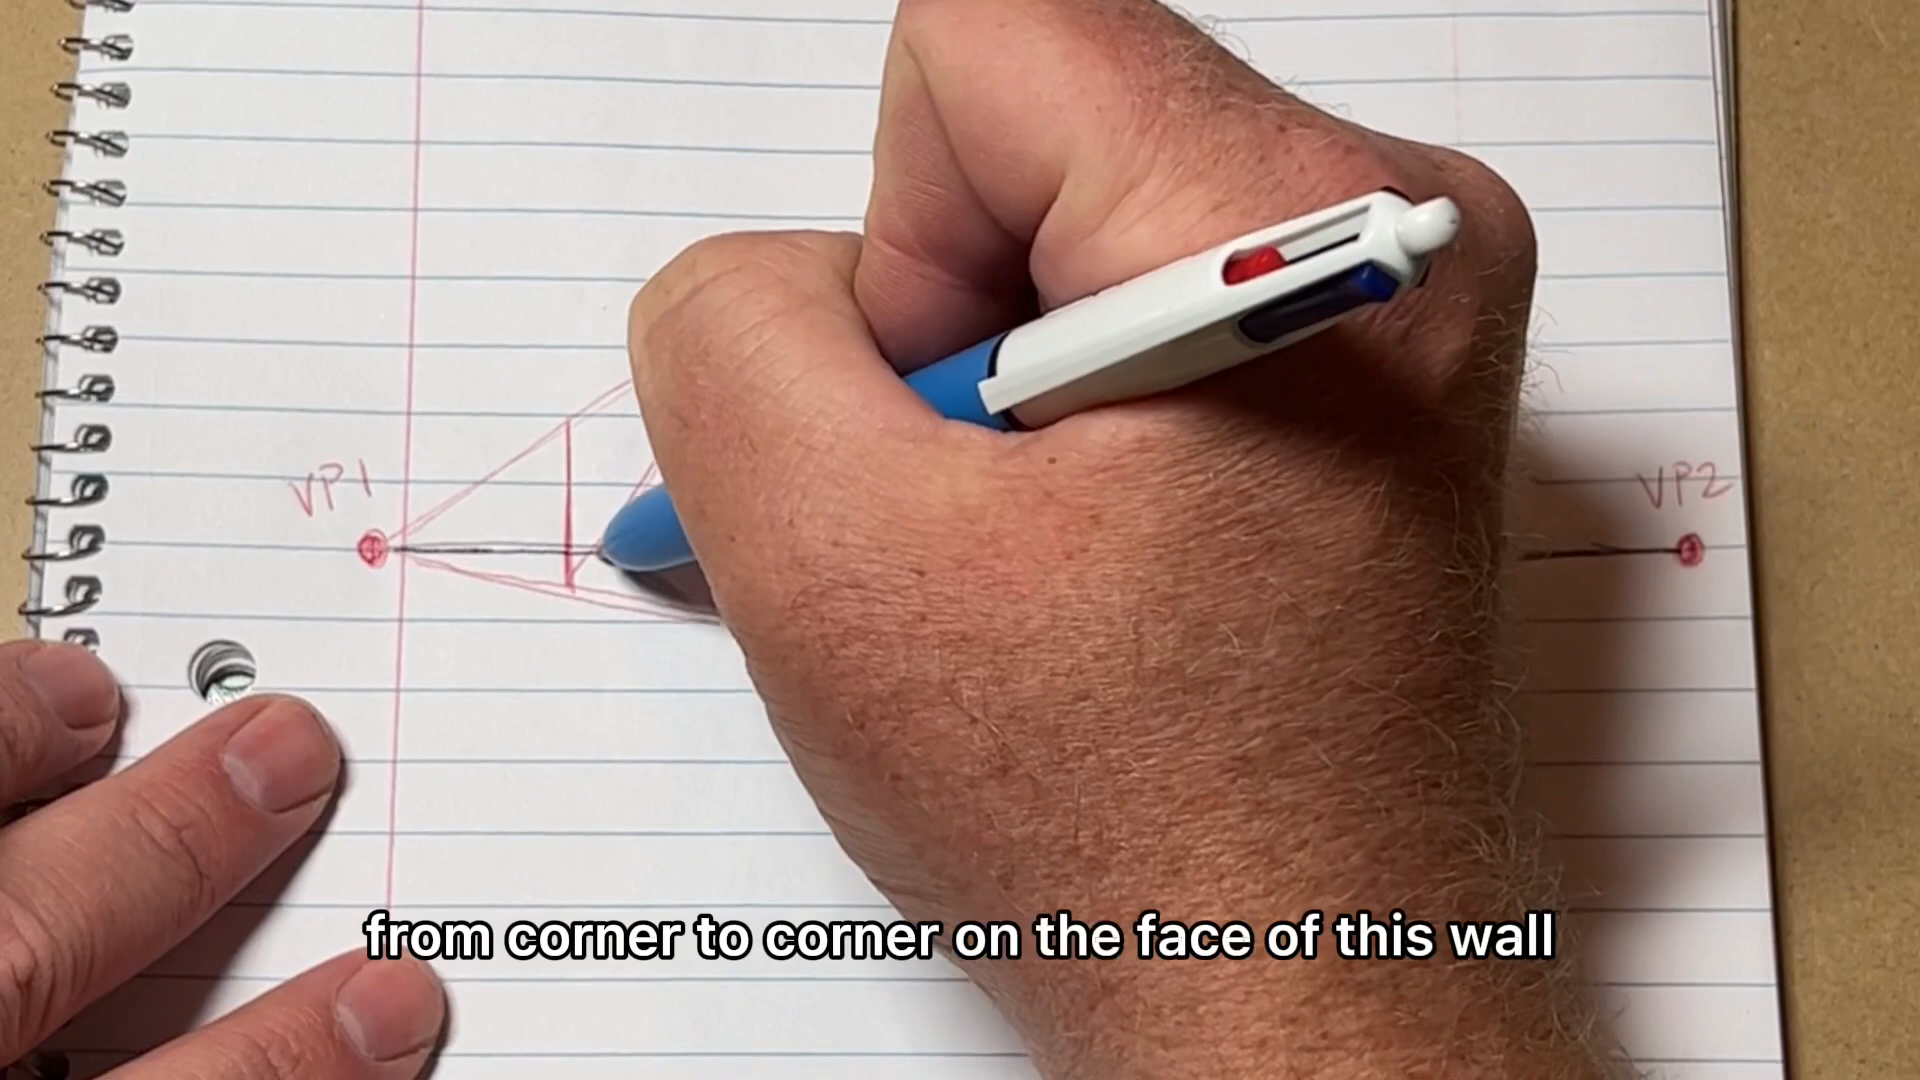 VP1
VP2
from corner to corner on the face of this wall